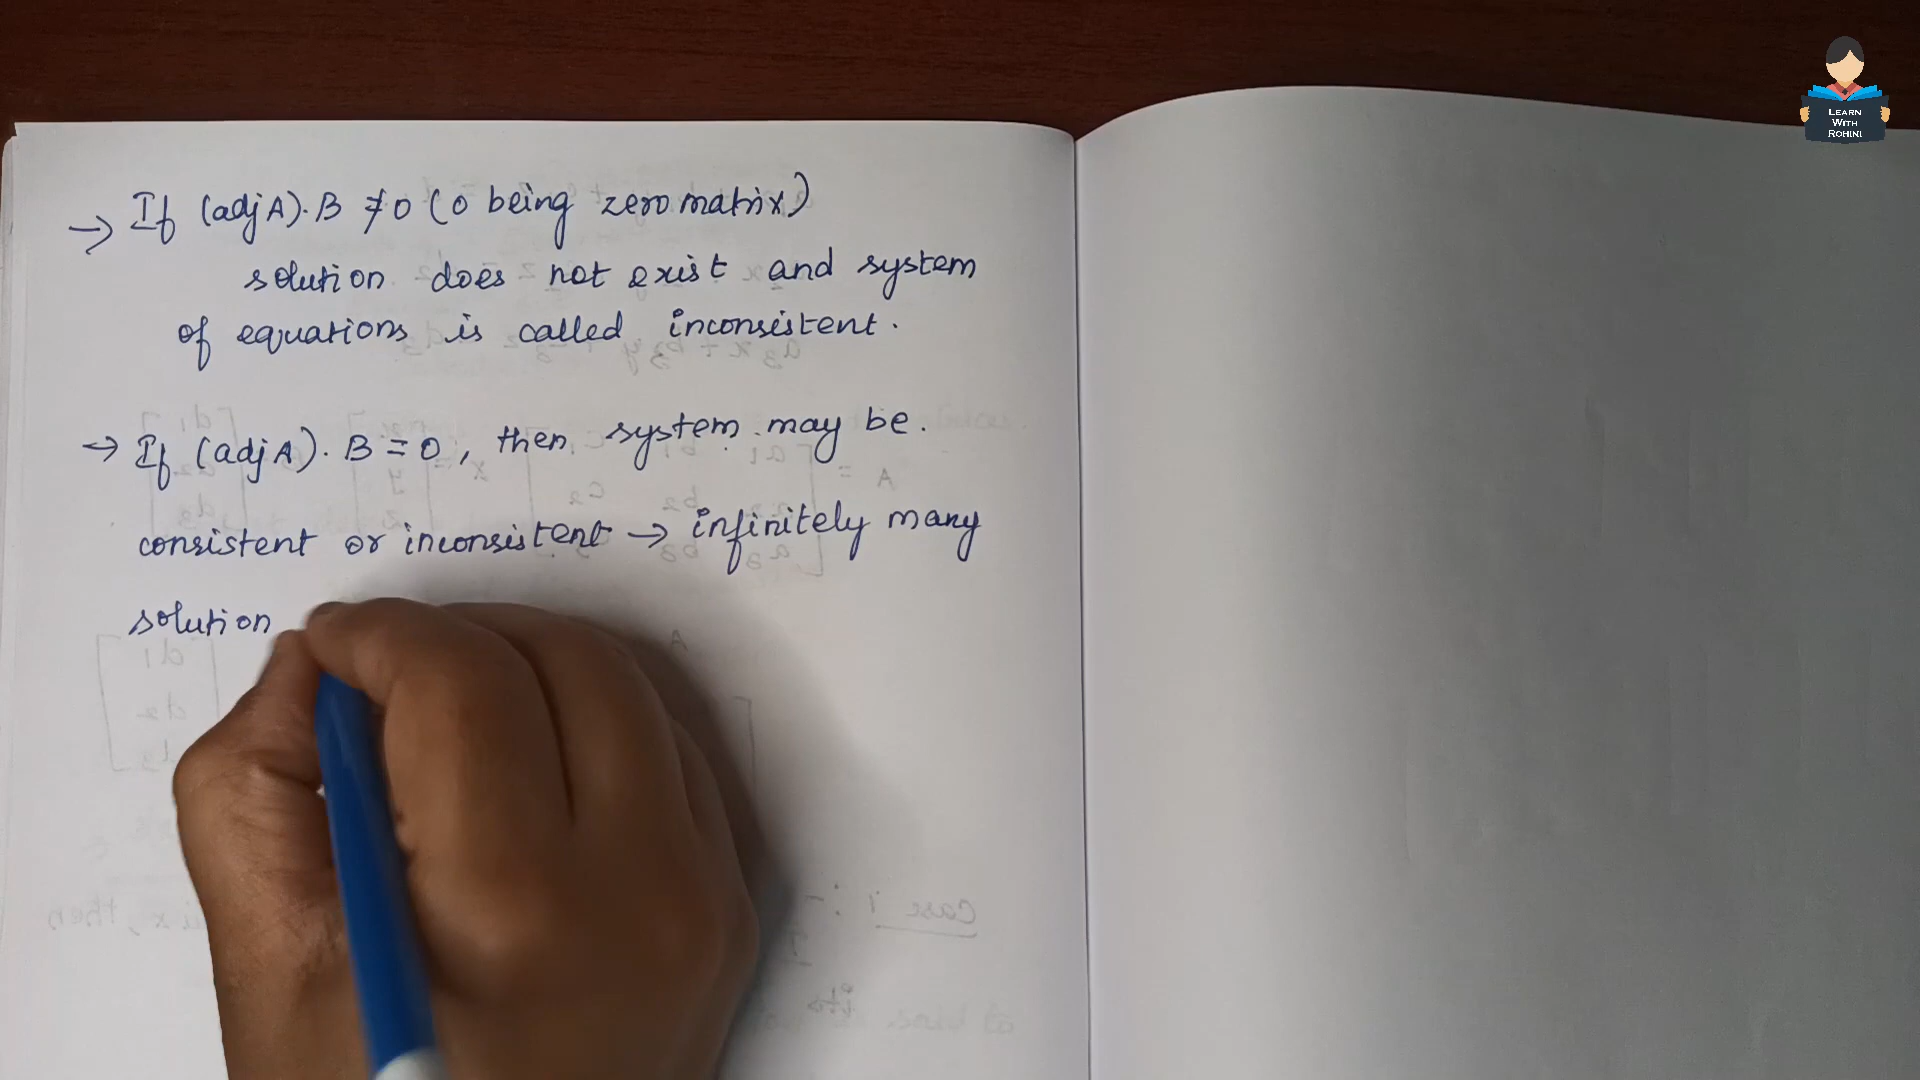 → If (adj A). B ≠ 0 (0 being zero matrix)
solution does not exist and system
of equations is called inconsistent.
→ If (adj A). B = 0, then system may be.
consistent or inconsistent → infinitely many
solution
LEARN
WITH
ROHINI